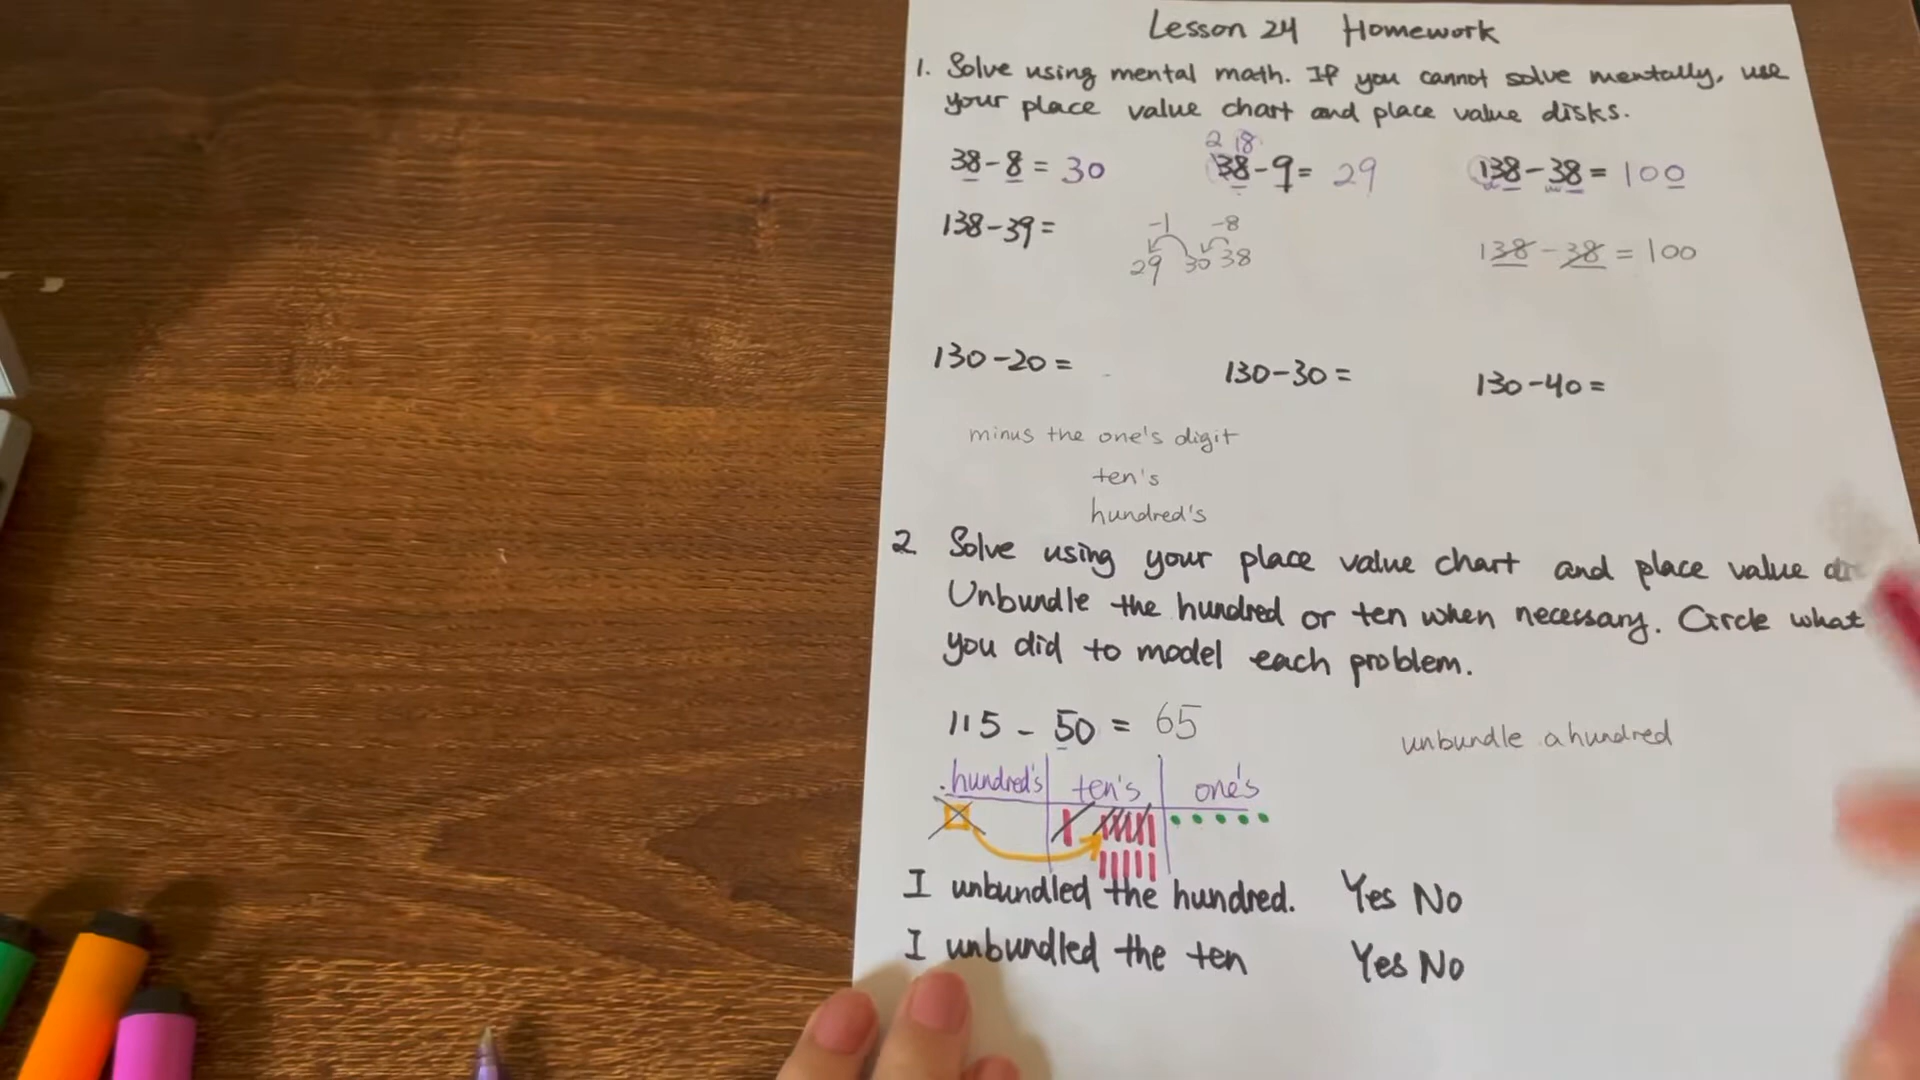 Lesson 24 Homework
1. Solve using mental math. If you cannot solve mentally, use
your place value chart and place value disks.
2 18
38-8 = 30 38-9= 29 138-38= 100
138-39=
-1 -8
29 30 38
138-38 = 100
130-20= 130-30= 130-40=
minus the one's digit
ten's
hundred's
2 Solve using your place value chart and place value
Unbundle the hundred or ten when necessary. Circle what
you did to model each problem.
115 - 50 = 65
unbundle a hundred
hundred's ten's one's
I unbundled the hundred. Yes No
I unbundled the ten Yes No